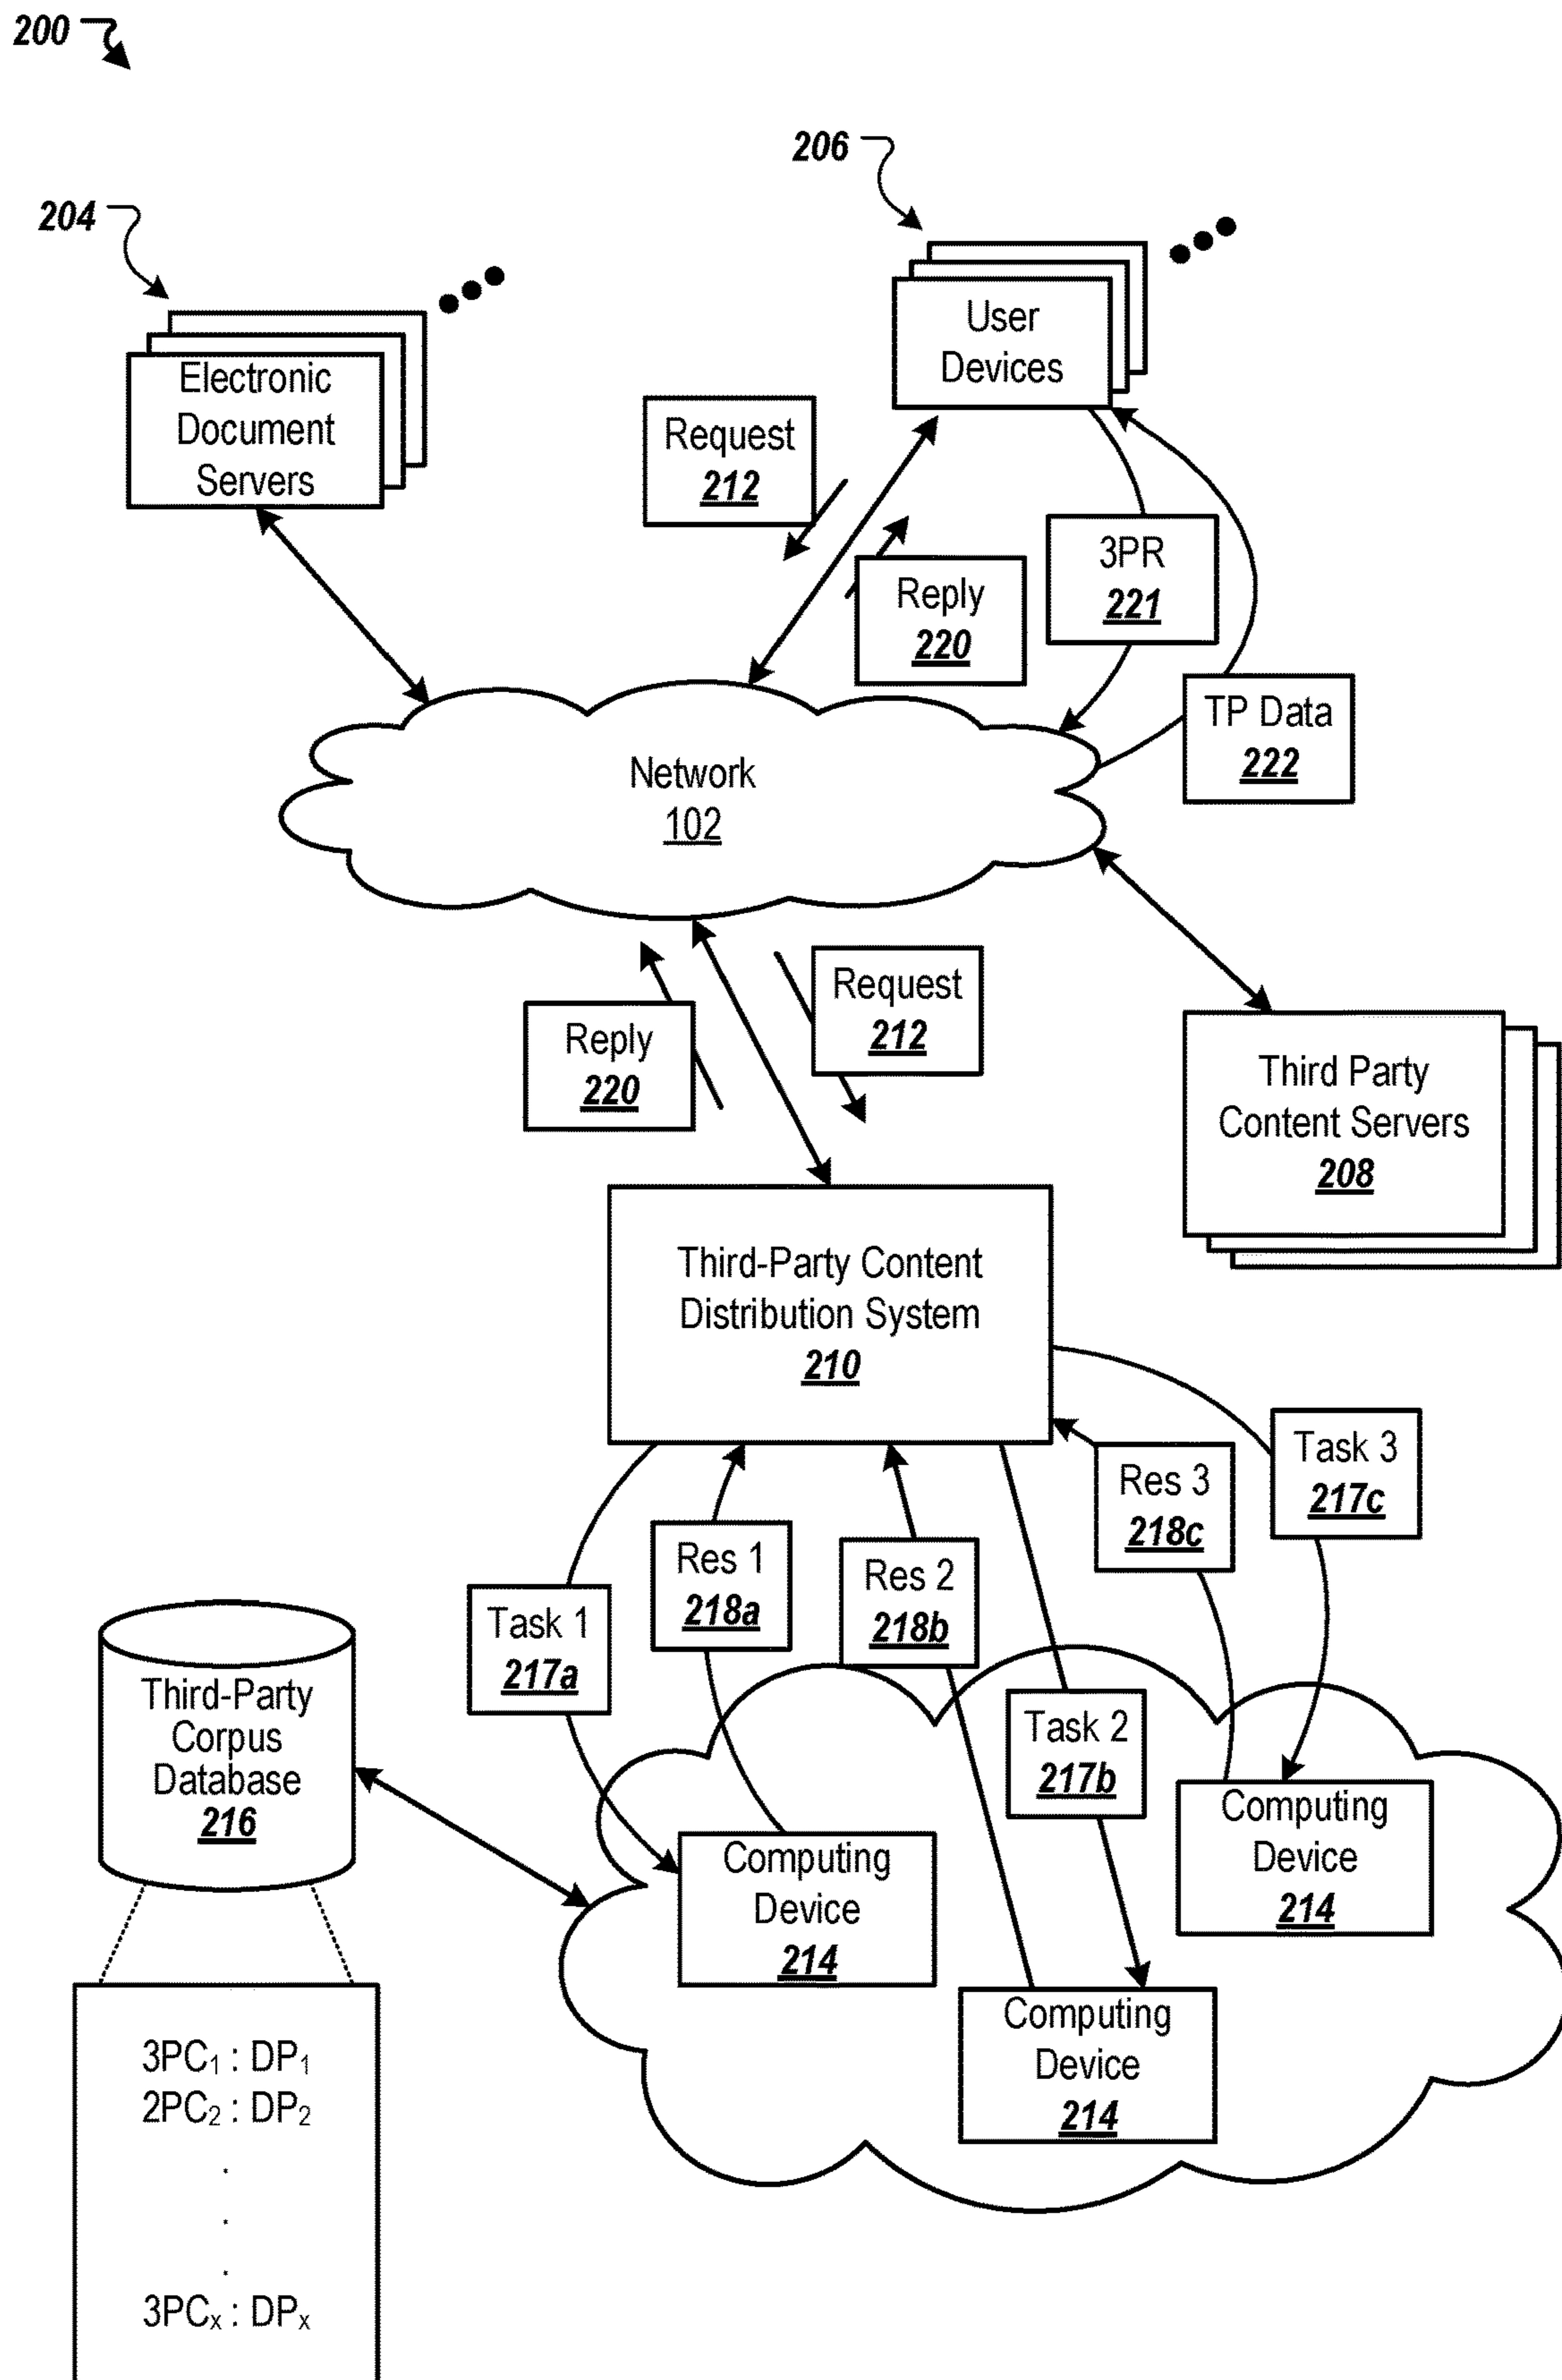 200
206
204
User
Devices
Electronic
Document
Servers
Request
212
3PR
221
Reply
220
TP Data
222
Network
102
Request
212
Reply
220
Third Party
Content Servers
208
Third-Party Content
Distribution System
210
Task 3
217c
Res 3
218c
Res 1
218a
Res 2
218b
Task 1
217a
Third-Party
Corpus
Database
216
Task 2
217b
Computing
Device
214
Computing
Device
214
Computing
Device
214
3PC₁ : DP₁
2PC₂ : DP₂
.
.
.
3PCₓ : DPₓ